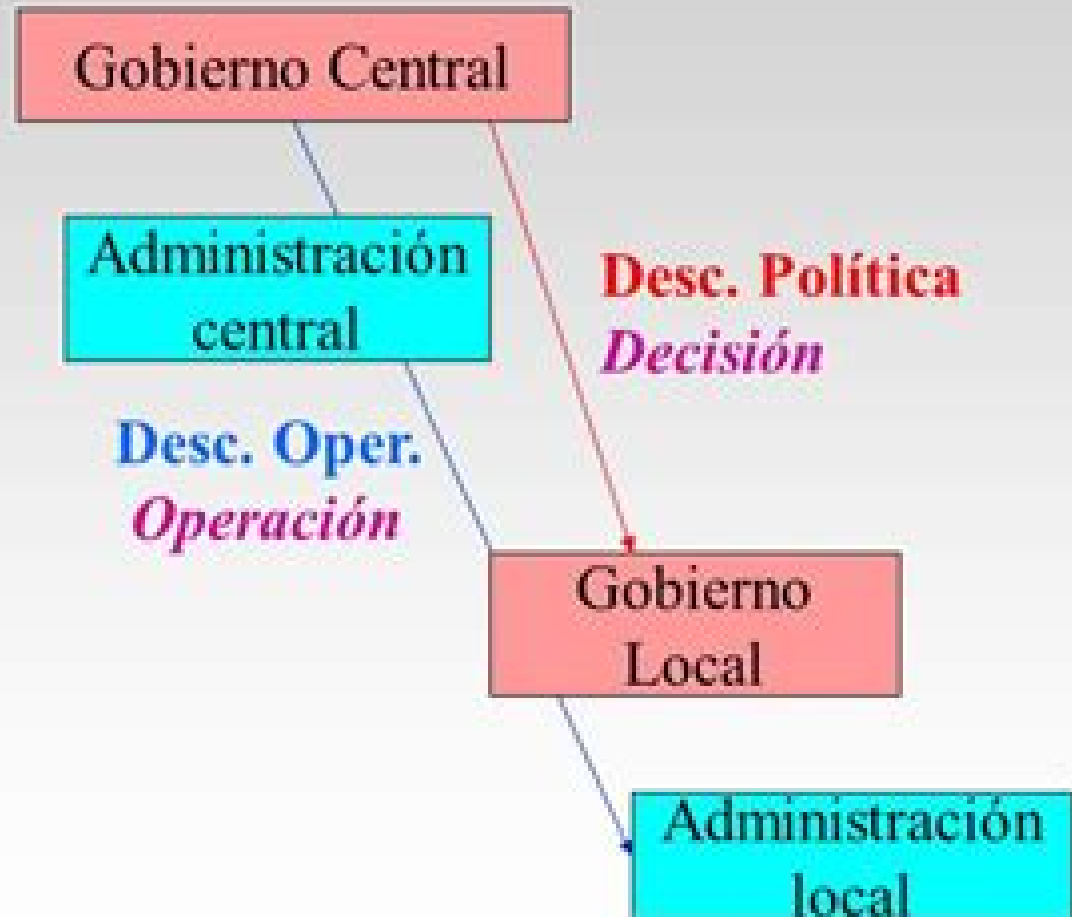 Gobierno Central
Administración
central
Desc. Política
Decisión
Desc. Oper.
Operación
Gobierno
Local
Administración
local